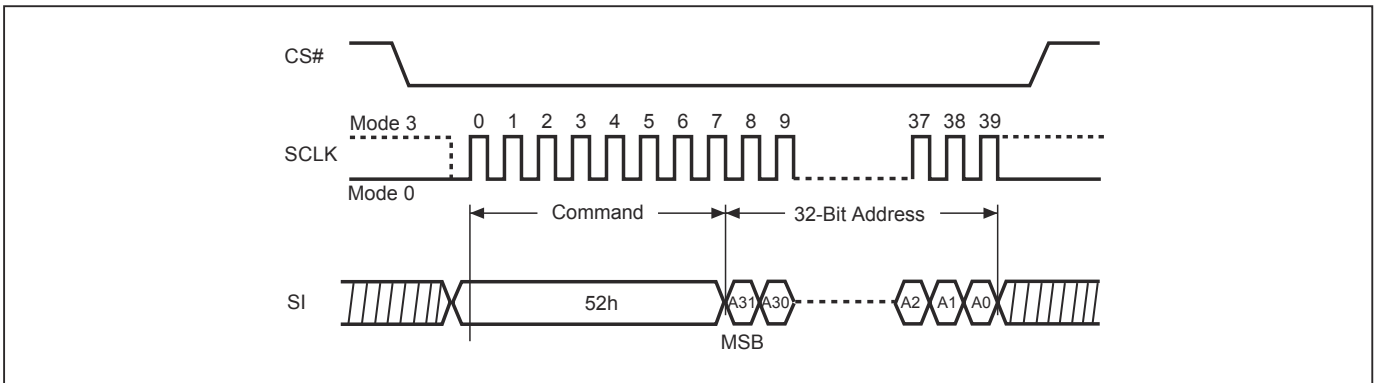 CS#
Mode 3 0 1 2 3 4 5 6 7 8 9 37 38 39
SCLK
Mode 0
Command 32-Bit Address
SI 52h A31 A30 A2 A1 A0
MSB